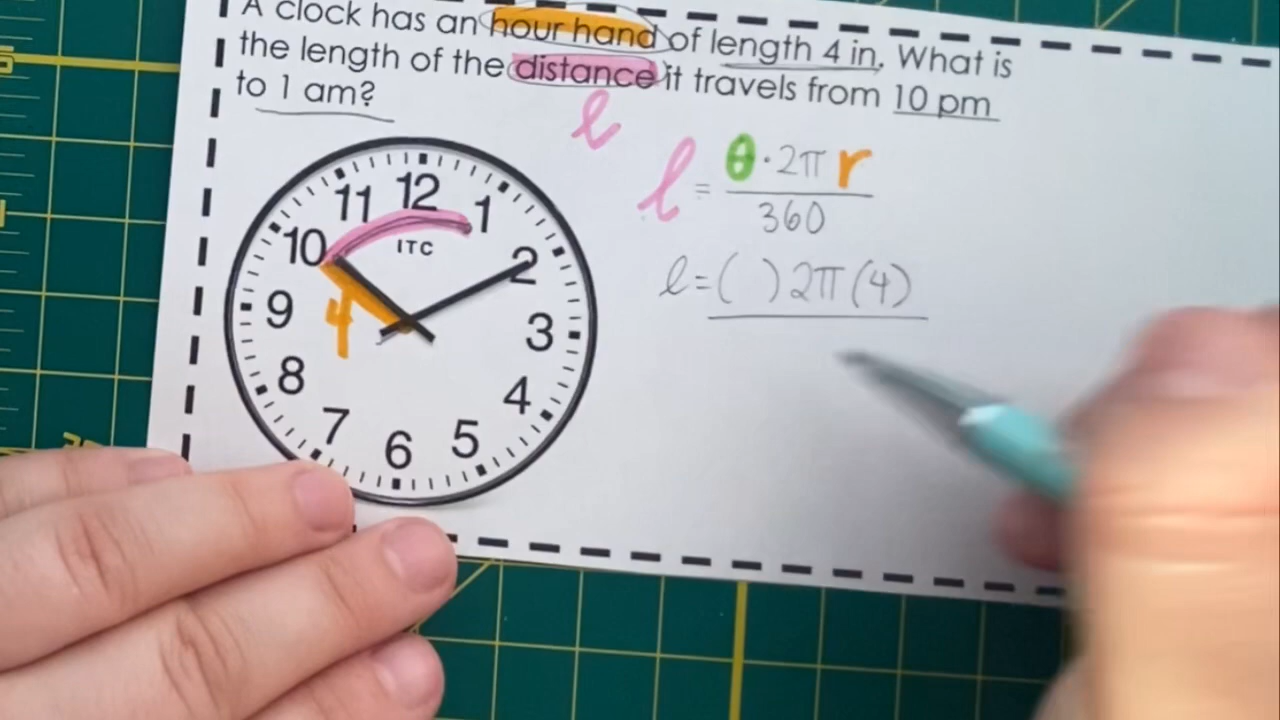 A clock has an hour hand of length 4 in. What is
the length of the distance it travels from 10 pm
to 1 am?
l
l = θ · 2π r
360
l = ( ) 2π (4)
12
11
1
10
ITC
2
9
4
3
8
4
7
5
6